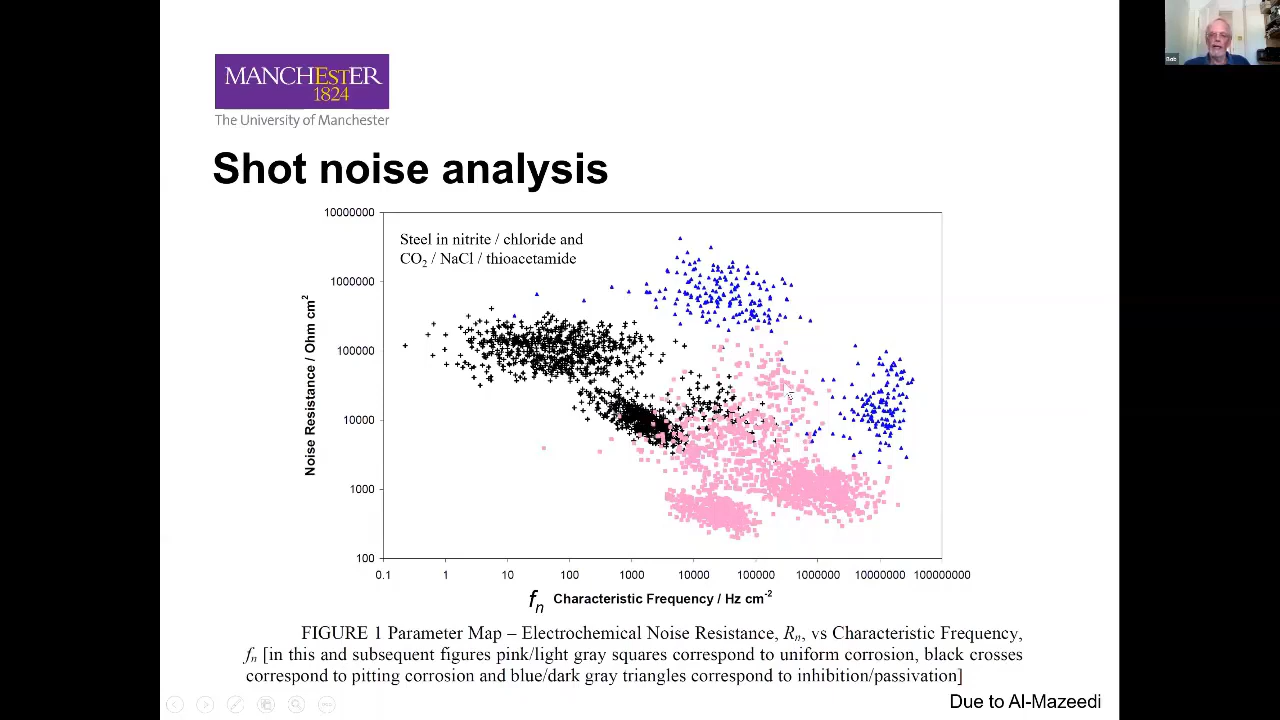 Bob
MANCHEsTER
1824
The University of Manchester
Shot noise analysis
10000000
Steel in nitrite / chloride and
CO2 / NaCl / thioacetamide
1000000
100000
10000
1000
100
Noise Resistance / Ohm cm2
0.1 1 10 100 1000 10000 100000 1000000 10000000 100000000
fn Characteristic Frequency / Hz cm-2
FIGURE 1 Parameter Map – Electrochemical Noise Resistance, Rn, vs Characteristic Frequency,
fn [in this and subsequent figures pink/light gray squares correspond to uniform corrosion, black crosses
correspond to pitting corrosion and blue/dark gray triangles correspond to inhibition/passivation]
Due to Al-Mazeedi